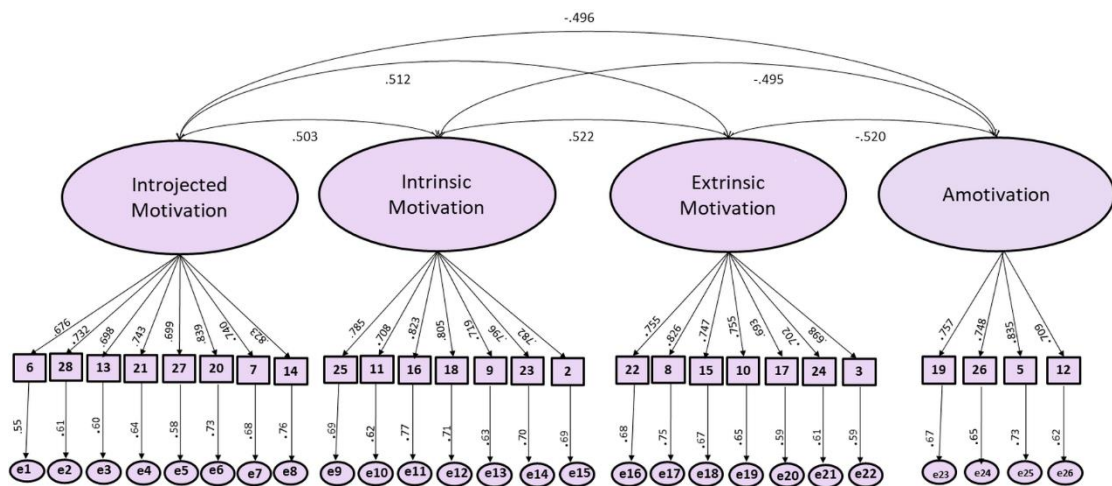 -.496
.512
-.495
.503
.522
-.520
Introjected
Motivation
Intrinsic
Motivation
Extrinsic
Motivation
Amotivation
.676 .732 .698 .743 .699 .839 .740 .823
.785 .708 .823 .805 .719 .796 .782
.755 .826 .747 .755 .693 .702 .698
.757 .748 .835 .709
6 28 13 21 27 20 7 14
25 11 16 18 9 23 2
22 8 15 10 17 24 3
19 26 5 12
.55 .61 .60 .64 .58 .73 .68 .76
.69 .62 .77 .71 .63 .70 .69
.68 .75 .67 .65 .59 .61 .59
.67 .65 .73 .62
e1 e2 e3 e4 e5 e6 e7 e8
e9 e10 e11 e12 e13 e14 e15
e16 e17 e18 e19 e20 e21 e22
e23 e24 e25 e26